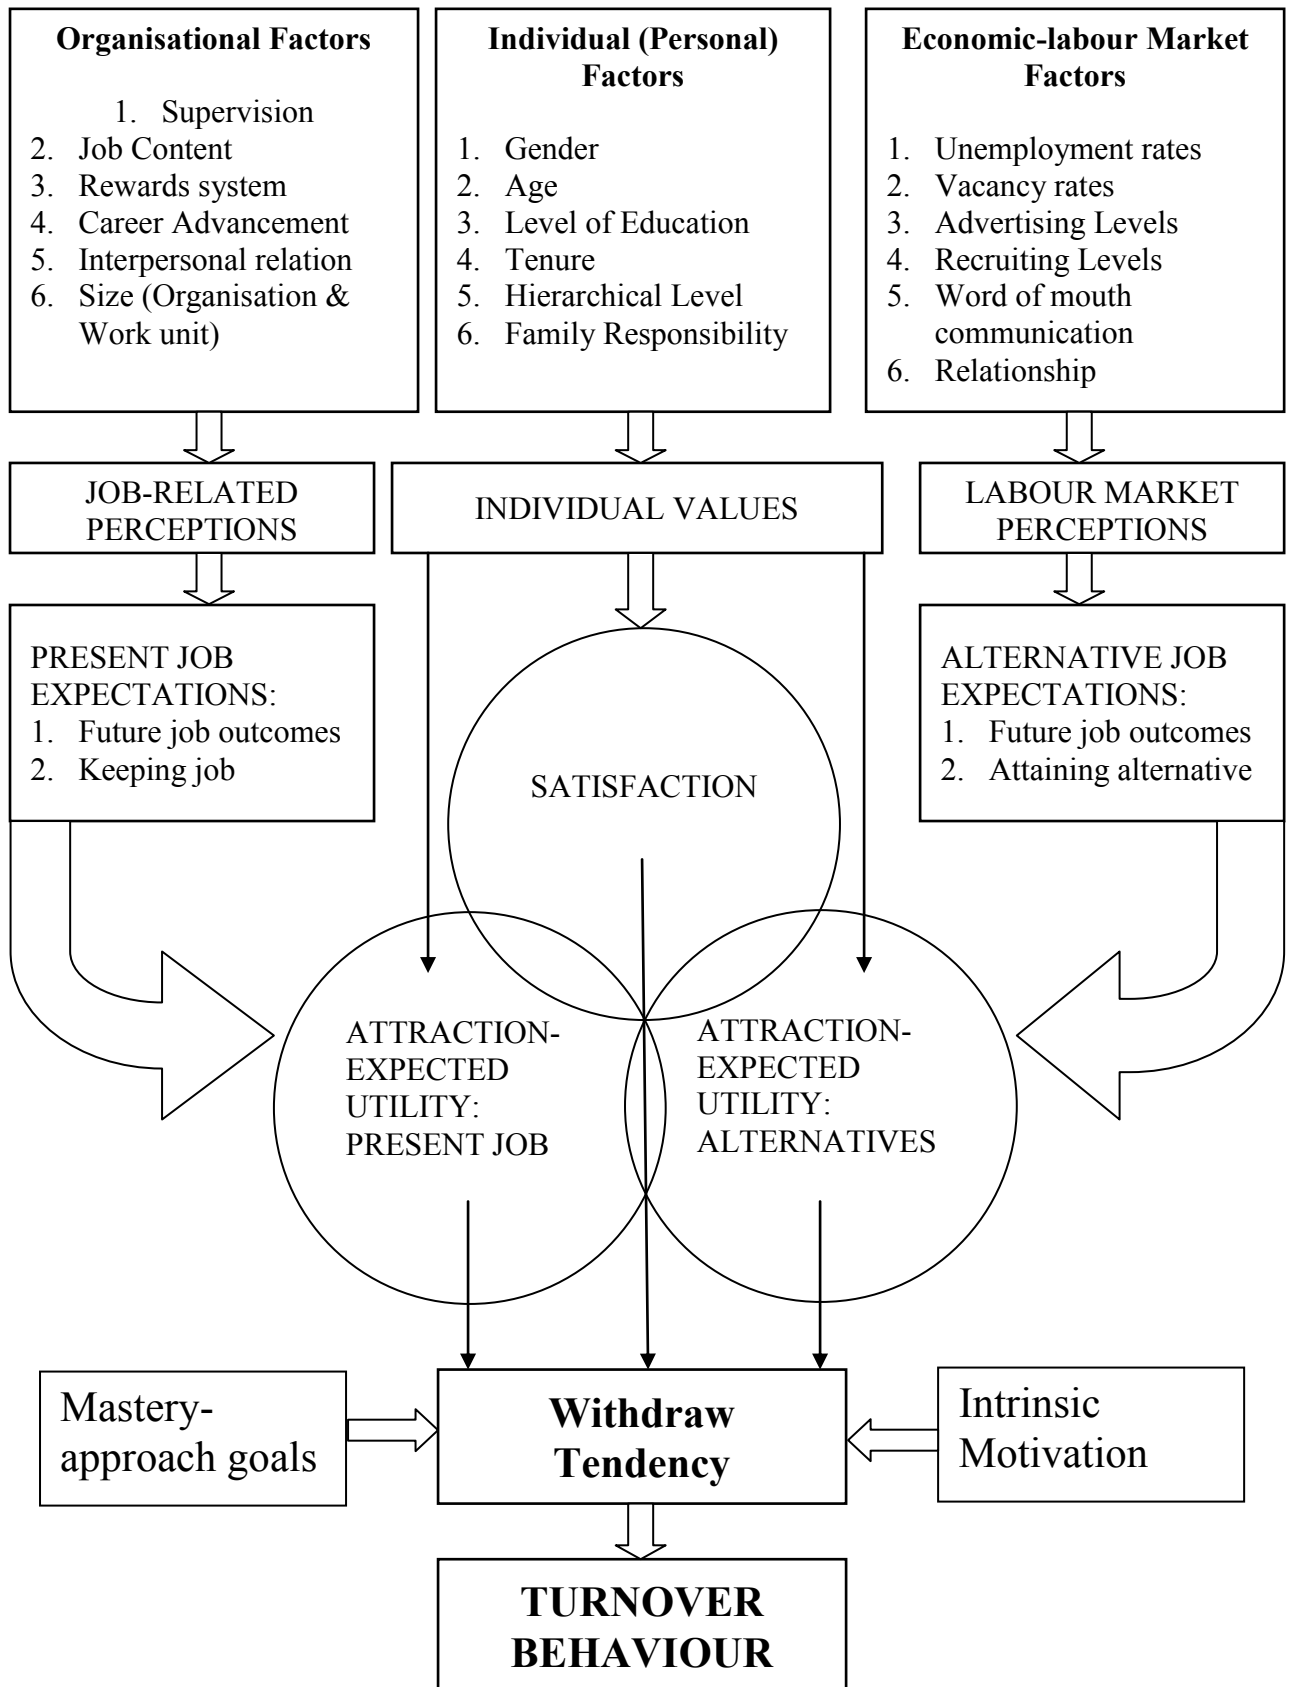 Organisational Factors
1. Supervision
2. Job Content
3. Rewards system
4. Career Advancement
5. Interpersonal relation
6. Size (Organisation &
Work unit)
Individual (Personal)
Factors
1. Gender
2. Age
3. Level of Education
4. Tenure
5. Hierarchical Level
6. Family Responsibility
Economic-labour Market
Factors
1. Unemployment rates
2. Vacancy rates
3. Advertising Levels
4. Recruiting Levels
5. Word of mouth
communication
6. Relationship
JOB-RELATED
PERCEPTIONS
INDIVIDUAL VALUES
LABOUR MARKET
PERCEPTIONS
PRESENT JOB
EXPECTATIONS:
1. Future job outcomes
2. Keeping job
SATISFACTION
ALTERNATIVE JOB
EXPECTATIONS:
1. Future job outcomes
2. Attaining alternative
ATTRACTION-
EXPECTED
UTILITY:
PRESENT JOB
ATTRACTION-
EXPECTED
UTILITY:
ALTERNATIVES
Mastery-
approach goals
Withdraw
Tendency
Intrinsic
Motivation
TURNOVER
BEHAVIOUR